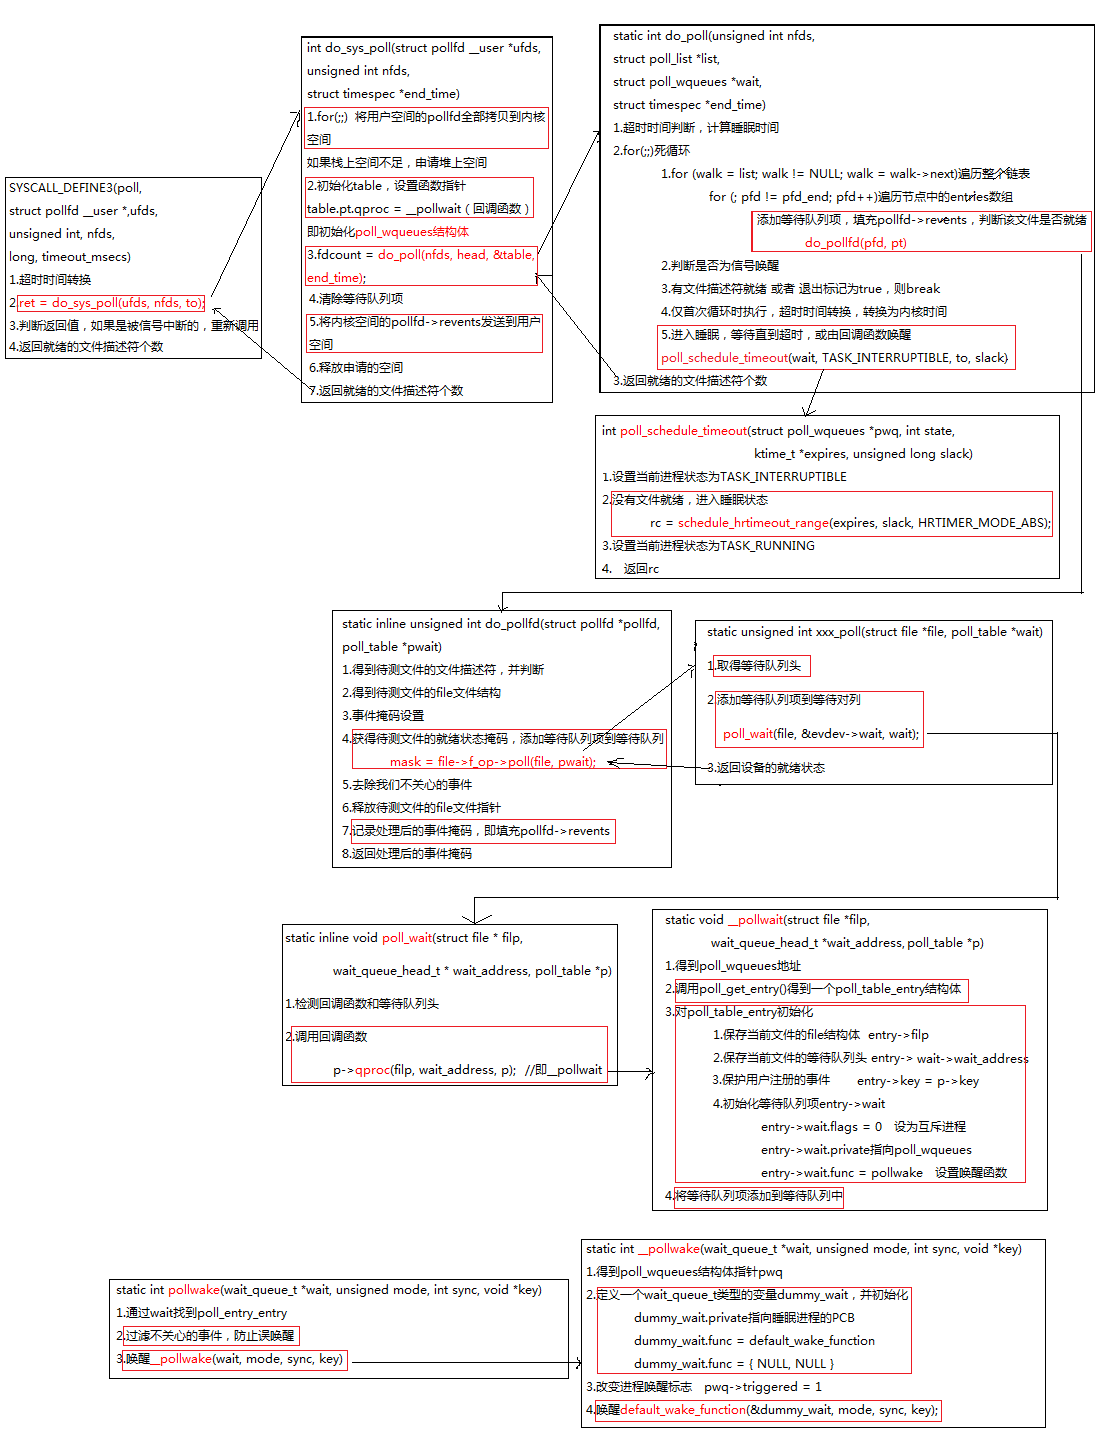 SYSCALL_DEFINE3(poll,
struct pollfd __user *,ufds,
unsigned int, nfds,
long, timeout_msecs)
1.超时时间转换
2.ret = do_sys_poll(ufds, nfds, to);
3.判断返回值，如果是被信号中断的，重新调用
4.返回就绪的文件描述符个数
int do_sys_poll(struct pollfd __user *ufds,
unsigned int nfds,
struct timespec *end_time)
1.for(;;) 将用户空间的pollfd全部拷贝到内核
空间
如果栈上空间不足，申请堆上空间
2.初始化table，设置函数指针
table.pt.qproc = __pollwait（回调函数）
即初始化poll_wqueues结构体
3.fdcount = do_poll(nfds, head, &table,
end_time);
4.清除等待队列项
5.将内核空间的pollfd->revents发送到用户
空间
6.释放申请的空间
7.返回就绪的文件描述符个数
static int do_poll(unsigned int nfds,
struct poll_list *list,
struct poll_wqueues *wait,
struct timespec *end_time)
1.超时时间判断，计算睡眠时间
2.for(;;)死循环
1.for (walk = list; walk != NULL; walk = walk->next)遍历整个链表
for (; pfd != pfd_end; pfd++)遍历节点中的entries数组
添加等待队列项，填充pollfd->revents，判断该文件是否就绪
do_pollfd(pfd, pt)
2.判断是否为信号唤醒
3.有文件描述符就绪 或者 退出标记为true，则break
4.仅首次循环时执行，超时时间转换，转换为内核时间
5.进入睡眠，等待直到超时，或由回调函数唤醒
poll_schedule_timeout(wait, TASK_INTERRUPTIBLE, to, slack)
3.返回就绪的文件描述符个数
int poll_schedule_timeout(struct poll_wqueues *pwq, int state,
ktime_t *expires, unsigned long slack)
1.设置当前进程状态为TASK_INTERRUPTIBLE
2.没有文件就绪，进入睡眠状态
rc = schedule_hrtimeout_range(expires, slack, HRTIMER_MODE_ABS);
3.设置当前进程状态为TASK_RUNNING
4. 返回rc
static inline unsigned int do_pollfd(struct pollfd *pollfd,
poll_table *pwait)
1.得到待测文件的文件描述符，并判断
2.得到待测文件的file文件结构
3.事件掩码设置
4.获得待测文件的就绪状态掩码，添加等待队列项到等待队列
mask = file->f_op->poll(file, pwait);
5.去除我们不关心的事件
6.释放待测文件的file文件指针
7.记录处理后的事件掩码，即填充pollfd->revents
8.返回处理后的事件掩码
static unsigned int xxx_poll(struct file *file, poll_table *wait)
1.取得等待队列头
2.添加等待队列项到等待对列
poll_wait(file, &evdev->wait, wait);
3.返回设备的就绪状态
static inline void poll_wait(struct file * filp,
wait_queue_head_t * wait_address, poll_table *p)
1.检测回调函数和等待队列头
2.调用回调函数
p->qproc(filp, wait_address, p); //即__pollwait
static void __pollwait(struct file *filp,
wait_queue_head_t *wait_address, poll_table *p)
1.得到poll_wqueues地址
2.调用poll_get_entry()得到一个poll_table_entry结构体
3.对poll_table_entry初始化
1.保存当前文件的file结构体 entry->filp
2.保存当前文件的等待队列头 entry-> wait->wait_address
3.保护用户注册的事件 entry->key = p->key
4.初始化等待队列项entry->wait
entry->wait.flags = 0 设为互斥进程
entry->wait.private指向poll_wqueues
entry->wait.func = pollwake 设置唤醒函数
4.将等待队列项添加到等待队列中
static int pollwake(wait_queue_t *wait, unsigned mode, int sync, void *key)
1.通过wait找到poll_entry_entry
2.过滤不关心的事件，防止误唤醒
3.唤醒__pollwake(wait, mode, sync, key)
static int __pollwake(wait_queue_t *wait, unsigned mode, int sync, void *key)
1.得到poll_wqueues结构体指针pwq
2.定义一个wait_queue_t类型的变量dummy_wait，并初始化
dummy_wait.private指向睡眠进程的PCB
dummy_wait.func = default_wake_function
dummy_wait.func = { NULL, NULL }
3.改变进程唤醒标志 pwq->triggered = 1
4.唤醒default_wake_function(&dummy_wait, mode, sync, key);